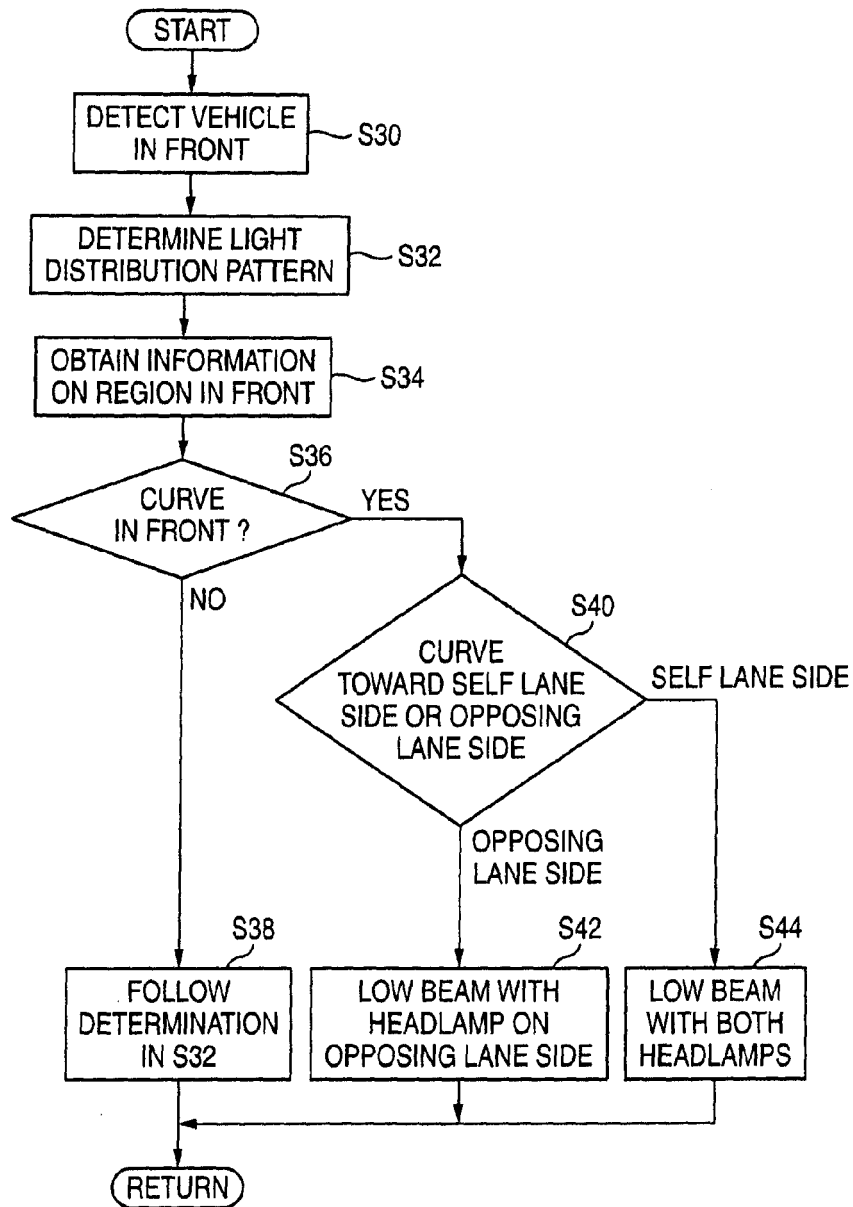 START
DETECT VEHICLE
IN FRONT
S30
DETERMINE LIGHT
DISTRIBUTION PATTERN
S32
OBTAIN INFORMATION
ON REGION IN FRONT
S34
S36
CURVE
IN FRONT ?
YES
NO
S40
CURVE
TOWARD SELF LANE
SIDE OR OPPOSING
LANE SIDE
SELF LANE SIDE
OPPOSING
LANE SIDE
S38
FOLLOW
DETERMINATION
IN S32
S42
LOW BEAM WITH
HEADLAMP ON
OPPOSING LANE SIDE
S44
LOW BEAM
WITH BOTH
HEADLAMPS
RETURN